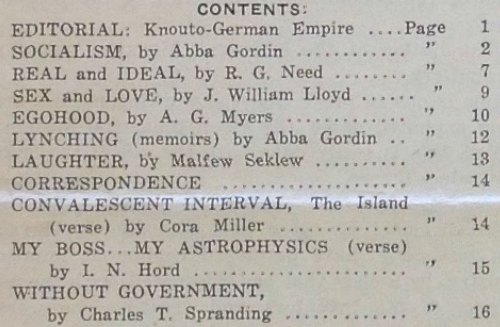 CONTENTS:
EDITORIAL: Knouto-German Empire ....Page 1
SOCIALISM, by Abba Gordin .......... " 2
REAL and IDEAL, by R. G. Need ....... " 7
SEX and LOVE, by J. William Lloyd ...... " 9
EGOHOOD, by A. G. Myers ............ " 10
LYNCHING (memoirs) by Abba Gordin .. " 12
LAUGHTER, by Malfew Seklew .......... " 13
CORRESPONDENCE .................... " 14
CONVALESCENT INTERVAL, The Island
(verse) by Cora Miller .............. " 14
MY BOSS...MY ASTROPHYSICS (verse)
by I. N. Hord ....................... " 15
WITHOUT GOVERNMENT,
by Charles T. Spranding ............ " 16